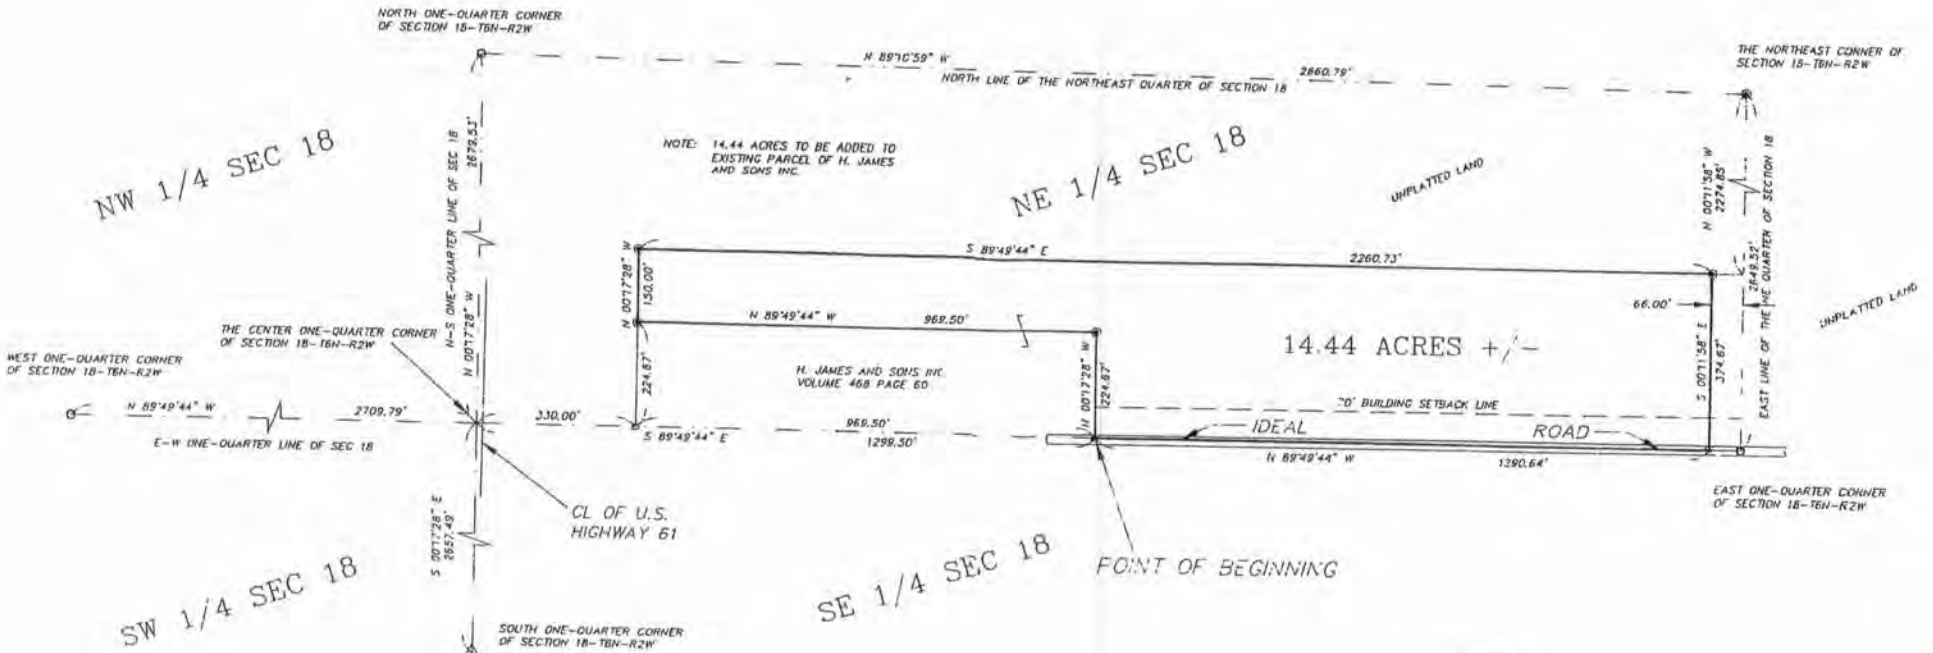 NORTH ONE-QUARTER CORNER
OF SECTION 18-T6N-R2W
N 89°10'59" W
2660.79'
NORTH LINE OF THE NORTHEAST QUARTER OF SECTION 18
THE NORTHEAST CORNER OF
SECTION 18-T6N-R2W
NW 1/4 SEC 18
N-S ONE-QUARTER LINE OF SEC 18
2679.53'
N 00°17'28" W
NOTE: 14.44 ACRES TO BE ADDED TO
EXISTING PARCEL OF H. JAMES
AND SONS INC.
NE 1/4 SEC 18
UNPLATTED LAND
N 00°11'58" W
2274.85'
2649.52'
EAST LINE OF THE NE QUARTER OF SECTION 18
UNPLATTED LAND
S 89°49'44" E
2260.73'
N 00°17'28" W
150.00'
66.00'
N 89°49'44" W
969.50'
14.44 ACRES +/-
S 00°11'58" E
374.67'
THE CENTER ONE-QUARTER CORNER
OF SECTION 18-T6N-R2W
WEST ONE-QUARTER CORNER
OF SECTION 18-T6N-R2W
224.67'
H. JAMES AND SONS INC.
VOLUME 468 PAGE 60
N 00°17'28" W
224.67'
BUILDING SETBACK LINE
N 89°49'44" W
2709.79'
E-W ONE-QUARTER LINE OF SEC 18
330.00'
S 89°49'44" E
969.50'
1299.50'
IDEAL
ROAD
N 89°49'44" W
1290.64'
EAST ONE-QUARTER CORNER
OF SECTION 18-T6N-R2W
S 00°17'28" E
2657.49'
CL OF U.S.
HIGHWAY 61
POINT OF BEGINNING
SW 1/4 SEC 18
SE 1/4 SEC 18
SOUTH ONE-QUARTER CORNER
OF SECTION 18-T6N-R2W